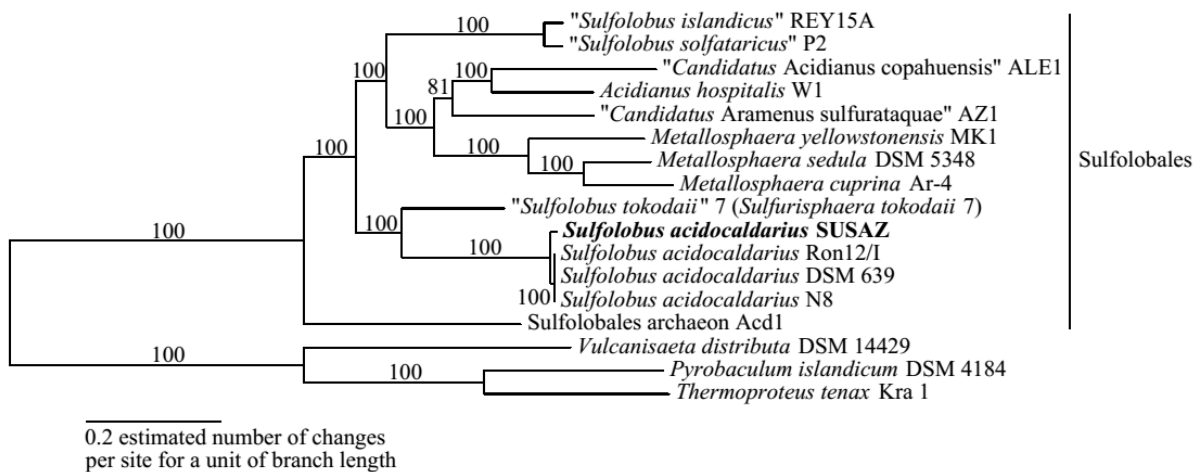 100
"Sulfolobus islandicus" REY15A
"Sulfolobus solfataricus" P2
100
100
"Candidatus Acidianus copahuensis" ALE1
81
Acidianus hospitalis W1
100
"Candidatus Aramenus sulfurataquae" AZ1
100
Metallosphaera yellowstonensis MK1
100
100
Metallosphaera sedula DSM 5348
Sulfolobales
Metallosphaera cuprina Ar-4
100
"Sulfolobus tokodaii" 7 (Sulfurisphaera tokodaii 7)
100
100
Sulfolobus acidocaldarius SUSAZ
Sulfolobus acidocaldarius Ron12/I
Sulfolobus acidocaldarius DSM 639
100
Sulfolobus acidocaldarius N8
Sulfolobales archaeon Acd1
100
Vulcanisaeta distributa DSM 14429
100
Pyrobaculum islandicum DSM 4184
Thermoproteus tenax Kra 1
0.2 estimated number of changes
per site for a unit of branch length